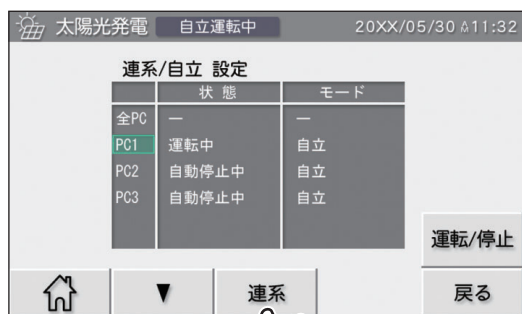 太陽光発電 自立運転中 20XX/05/30 11:32
連系/自立 設定
状態 モード
全PC — —
PC1 運転中 自立
PC2 自動停止中 自立
PC3 自動停止中 自立
運転/停止
▼ 連系 戻る